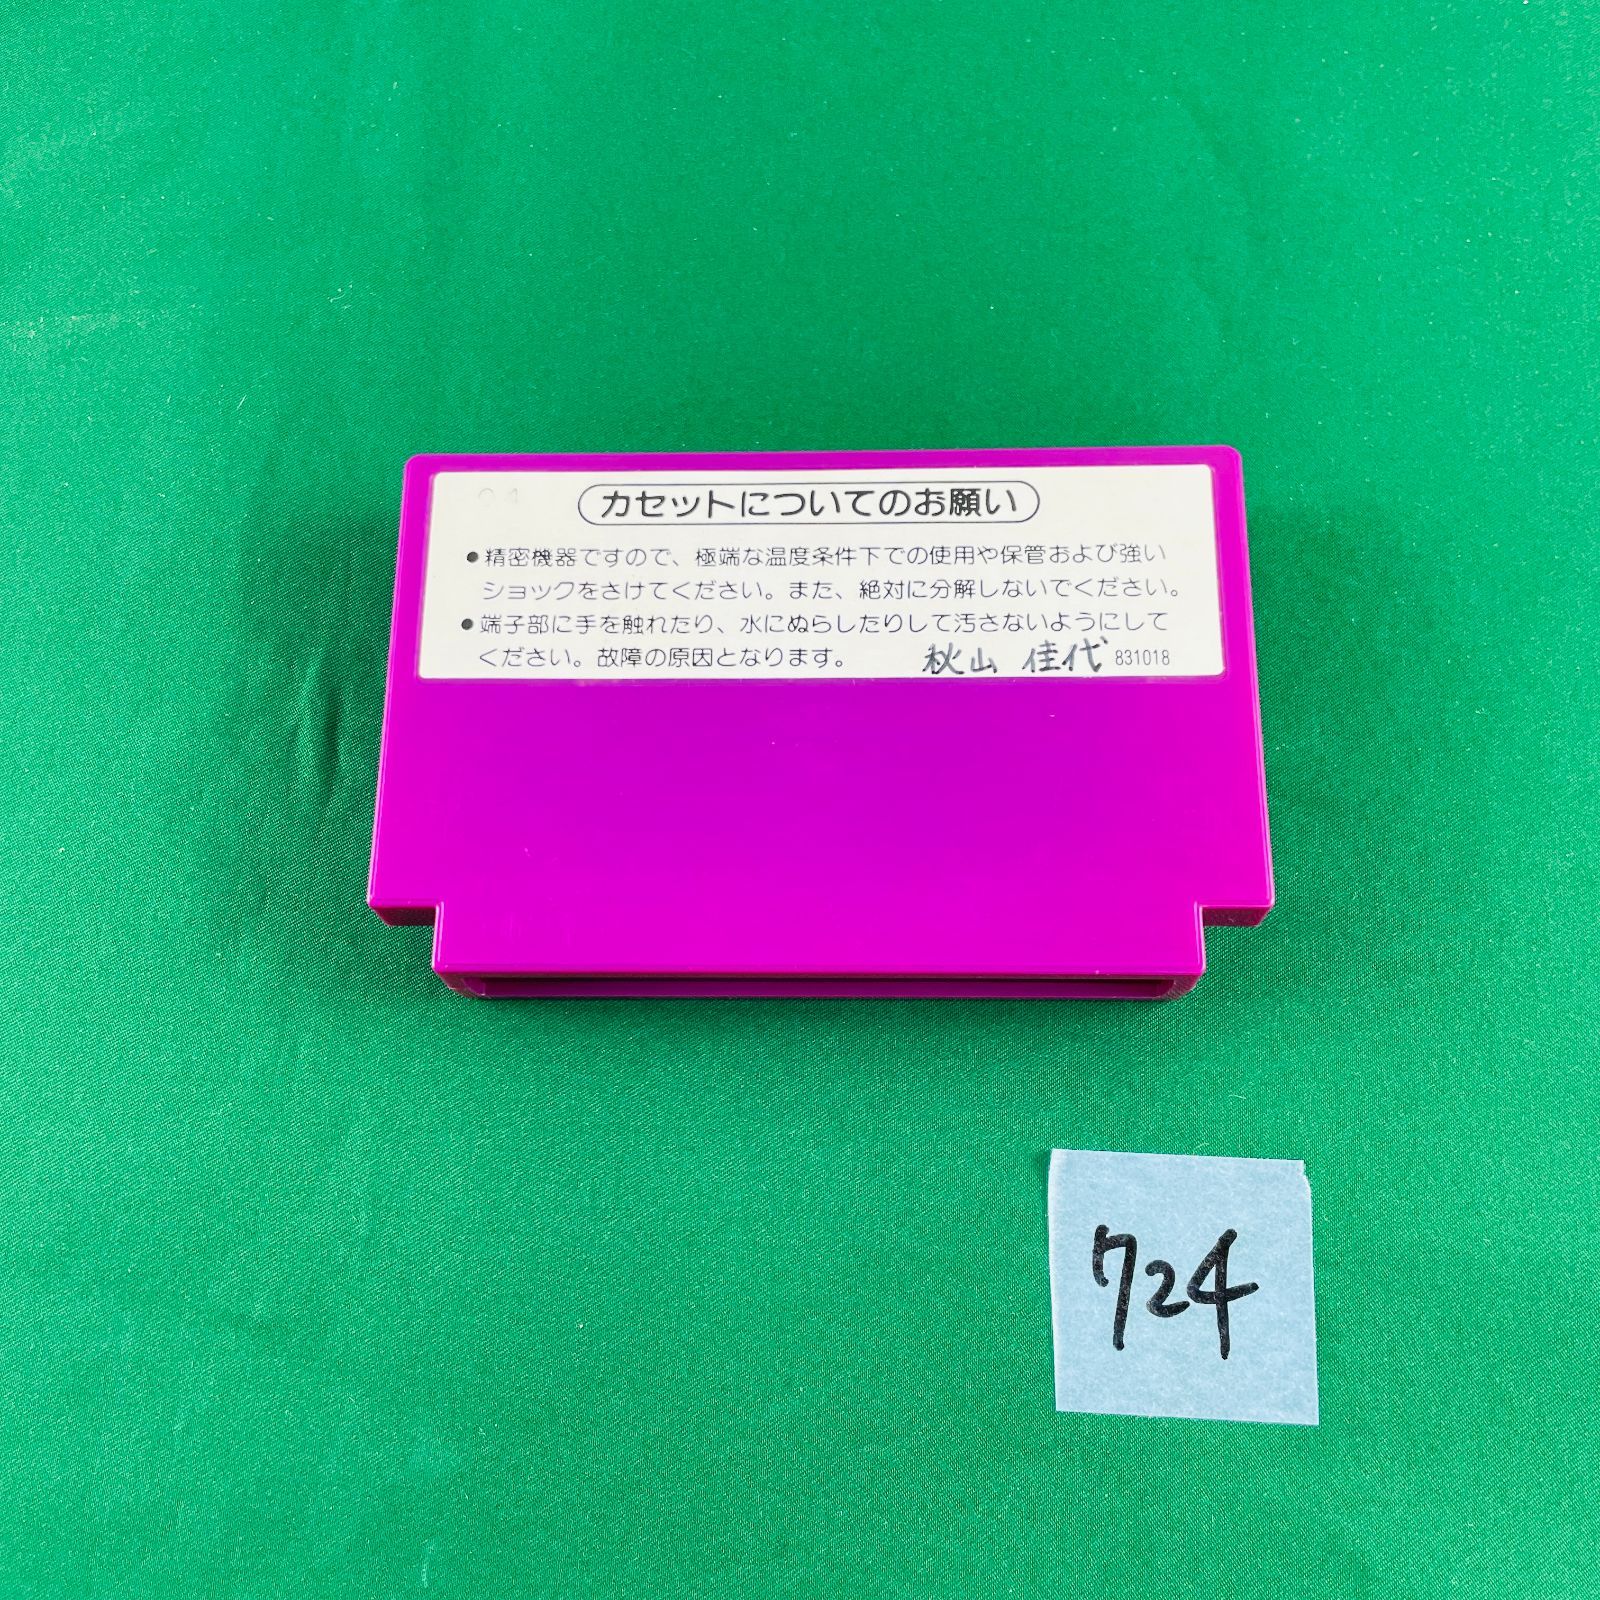 カセットについてのお願い
●精密機器ですので、極端な温度条件下での使用や保管および強い
ショックをさけてください。また、絶対に分解しないでください。
●端子部に手を触れたり、水にぬらしたりして汚さないようにして
ください。故障の原因となります。 秋山 佳代 831018
724